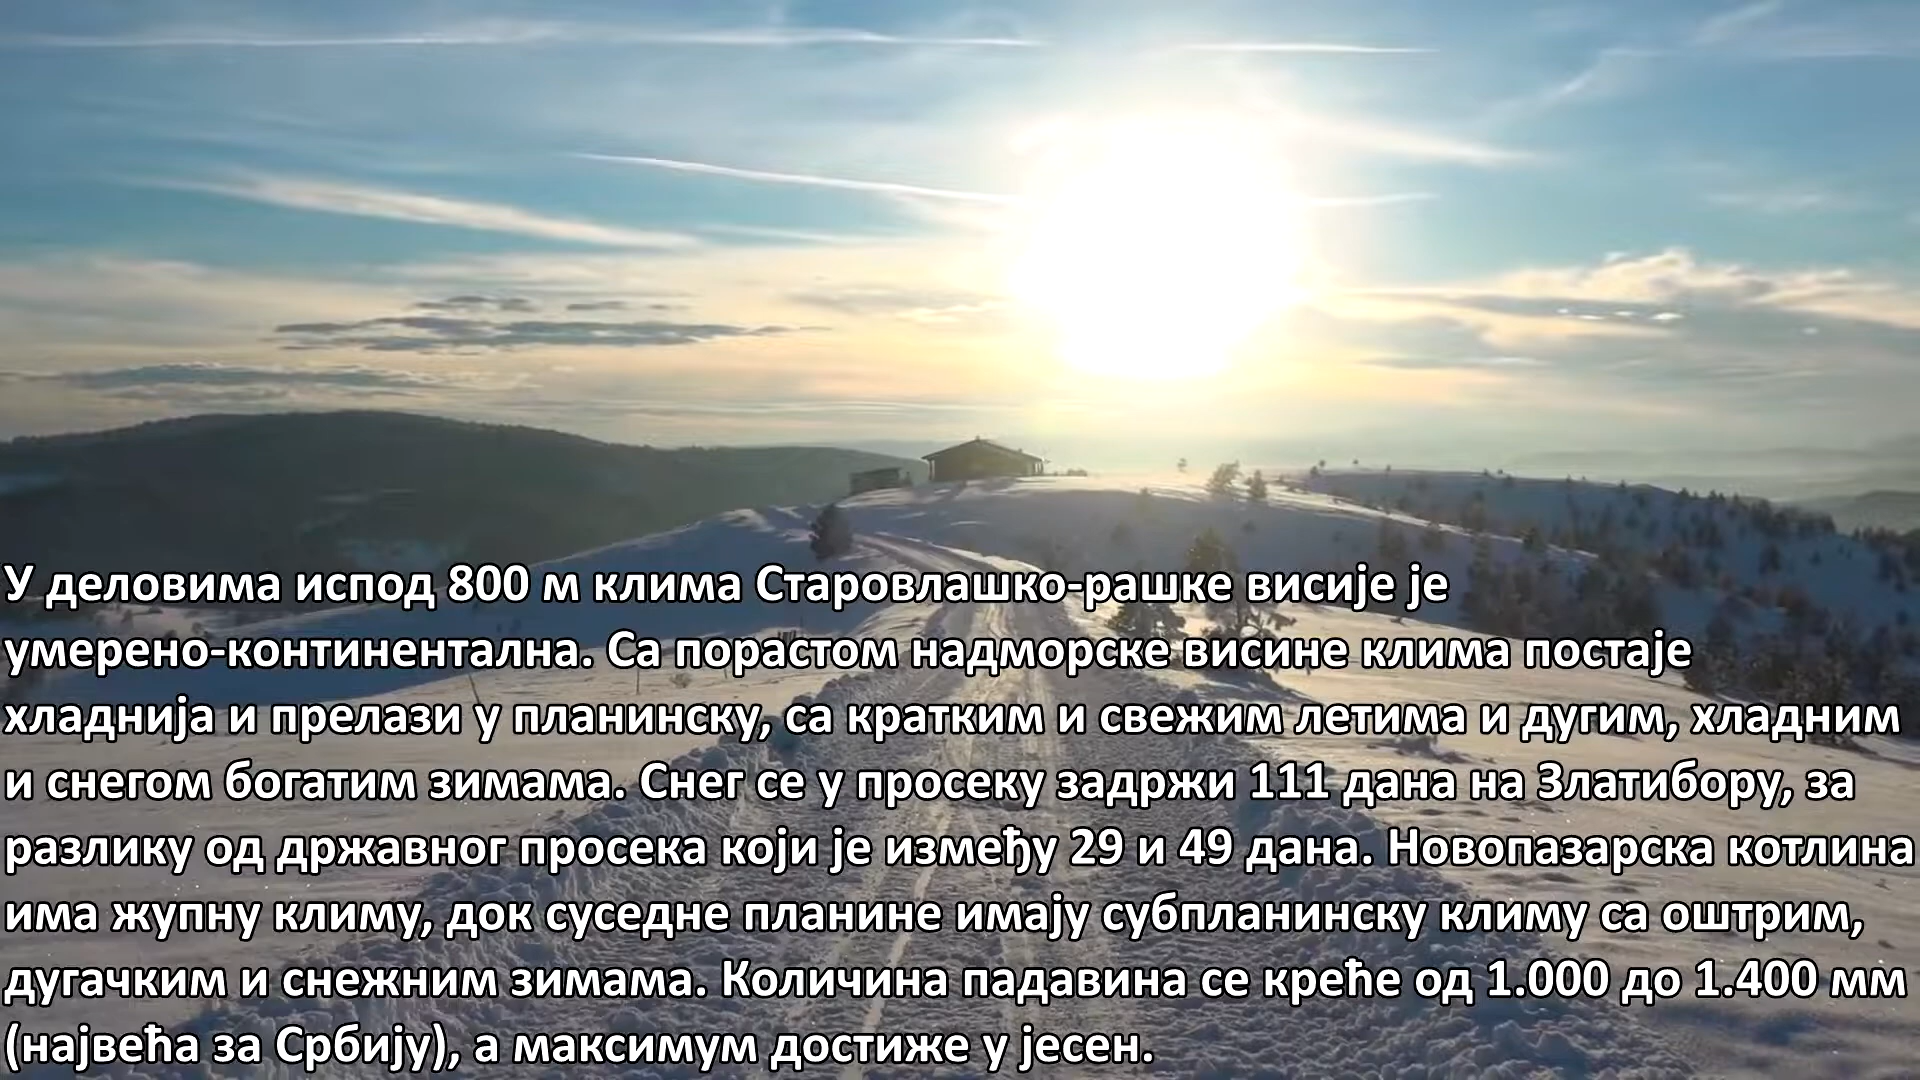 У деловима испод 800 м клима Старовлашко-рашке висије је
умерено-континентална. Са порастом надморске висине клима постаје
хладнија и прелази у планинску, са кратким и свежим летима и дугим, хладним
и снегом богатим зимама. Снег се у просеку задржи 111 дана на Златибору, за
разлику од државног просека који је између 29 и 49 дана. Новопазарска котлина
има жупну климу, док суседне планине имају субпланинску климу са оштрим,
дугачким и снежним зимама. Количина падавина се креће од 1.000 до 1.400 мм
(највећа за Србију), а максимум достиже у јесен.